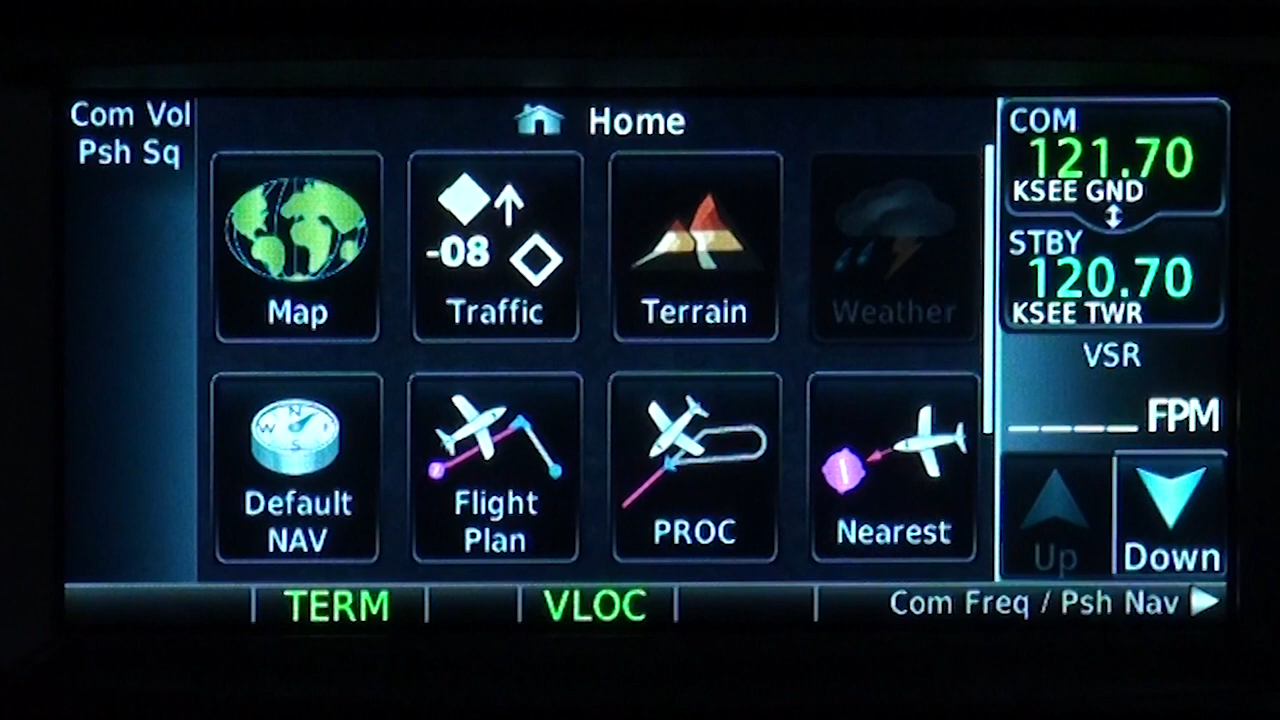 Com Vol
Psh Sq
Home
Map
-08
Traffic
Terrain
Weather
N
W
E
S
Default
NAV
Flight
Plan
PROC
Nearest
COM
121.70
KSEE GND
STBY
120.70
KSEE TWR
VSR
____ FPM
Up
Down
TERM
VLOC
Com Freq / Psh Nav